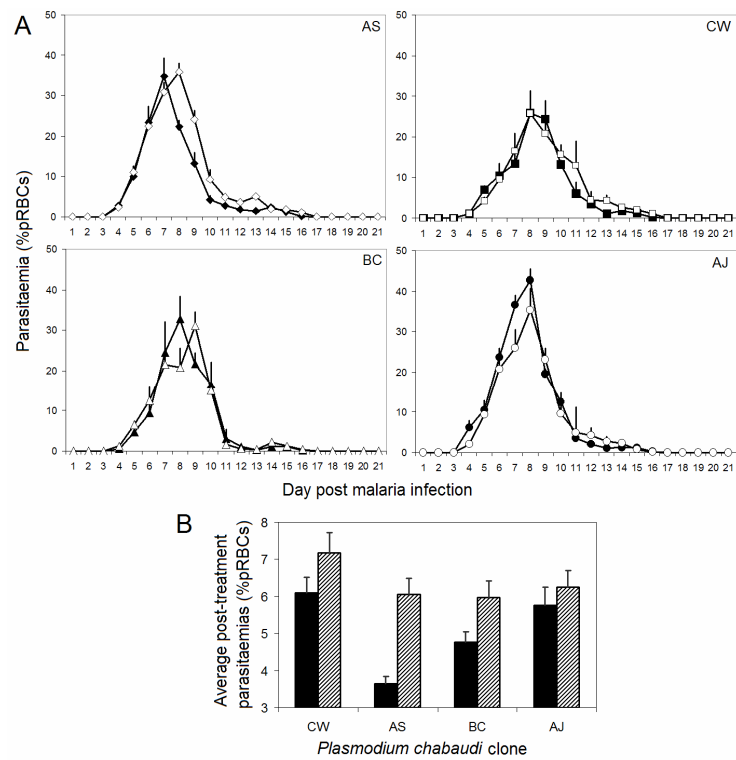 A
AS
50
40
30
20
10
0
1 2 3 4 5 6 7 8 9 10 11 12 13 14 15 16 17 18 19 20 21
CW
50
40
30
20
10
0
1 2 3 4 5 6 7 8 9 10 11 12 13 14 15 16 17 18 19 20 21
Parasitaemia (%pRBCs)
BC
50
40
30
20
10
0
1 2 3 4 5 6 7 8 9 10 11 12 13 14 15 16 17 18 19 20 21
AJ
50
40
30
20
10
0
1 2 3 4 5 6 7 8 9 10 11 12 13 14 15 16 17 18 19 20 21
Day post malaria infection
B
Average post-treatment
parasitaemias (%pRBCs)
8
7
6
5
4
3
CW AS BC AJ
Plasmodium chabaudi clone